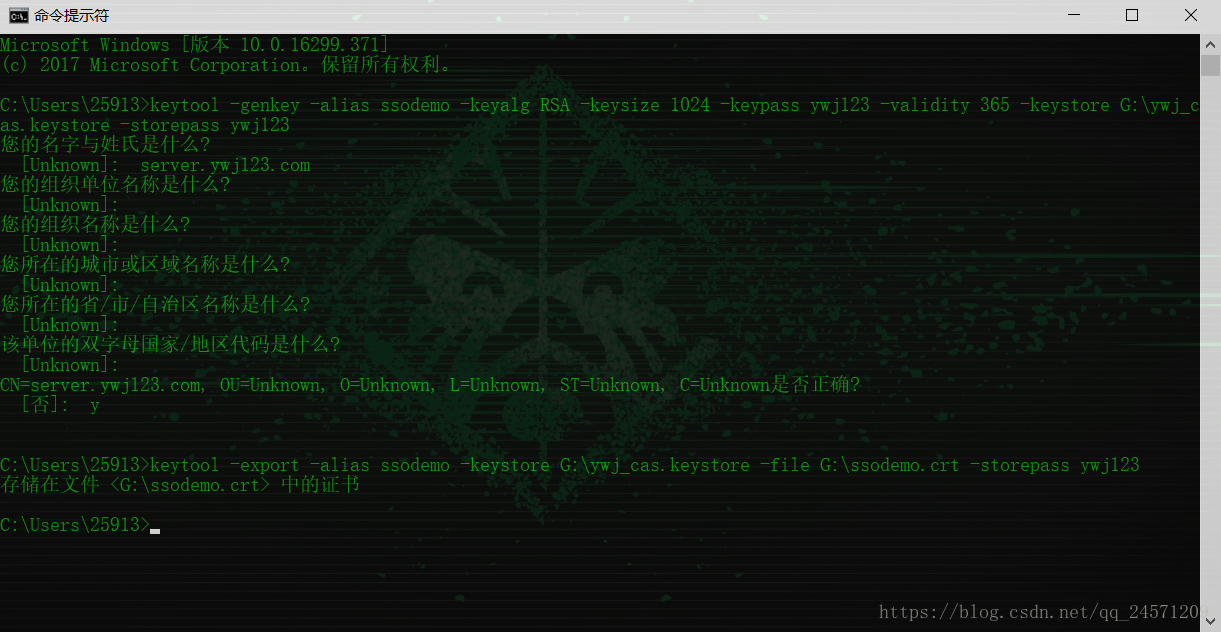 命令提示符
Microsoft Windows [版本 10.0.16299.371]
(c) 2017 Microsoft Corporation。保留所有权利。
C:\Users\25913>keytool -genkey -alias ssodemo -keyalg RSA -keysize 1024 -keypass ywj123 -validity 365 -keystore G:\ywj_c
as.keystore -storepass ywj123
您的名字与姓氏是什么?
[Unknown]:  server.ywj123.com
您的组织单位名称是什么?
[Unknown]:
您的组织名称是什么?
[Unknown]:
您所在的城市或区域名称是什么?
[Unknown]:
您所在的省/市/自治区名称是什么?
[Unknown]:
该单位的双字母国家/地区代码是什么?
[Unknown]:
CN=server.ywj123.com, OU=Unknown, O=Unknown, L=Unknown, ST=Unknown, C=Unknown是否正确?
[否]:  y
C:\Users\25913>keytool -export -alias ssodemo -keystore G:\ywj_cas.keystore -file G:\ssodemo.crt -storepass ywj123
存储在文件 <G:\ssodemo.crt> 中的证书
C:\Users\25913>
https://blog.csdn.net/qq_2457120